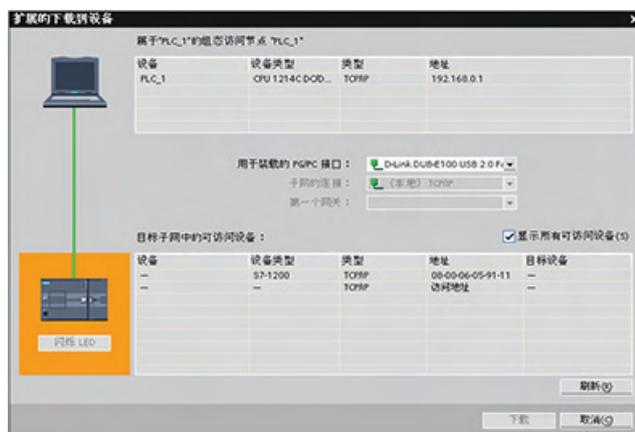 扩展的下载到设备
属于"PLC_1"的组态访问节点 "PLC_1"
设备 设备类型 类型 地址
PLC_1 CPU 1214C DC/D... TCP/IP 192.168.0.1
用于装载的 PG/PC 接口：
D-Link DUB-E100 USB 2.0 Fa
子网的连接：
（本地） TCP/IP
第一个网关：
目标子网中的可访问设备：
显示所有可访问设备(S)
设备 设备类型 类型 地址 目标设备
— S7-1200 TCP/IP 08-00-06-05-91-11 —
— — TCP/IP 访问地址 —
闪烁 LED
刷新(R)
下载
取消(C)